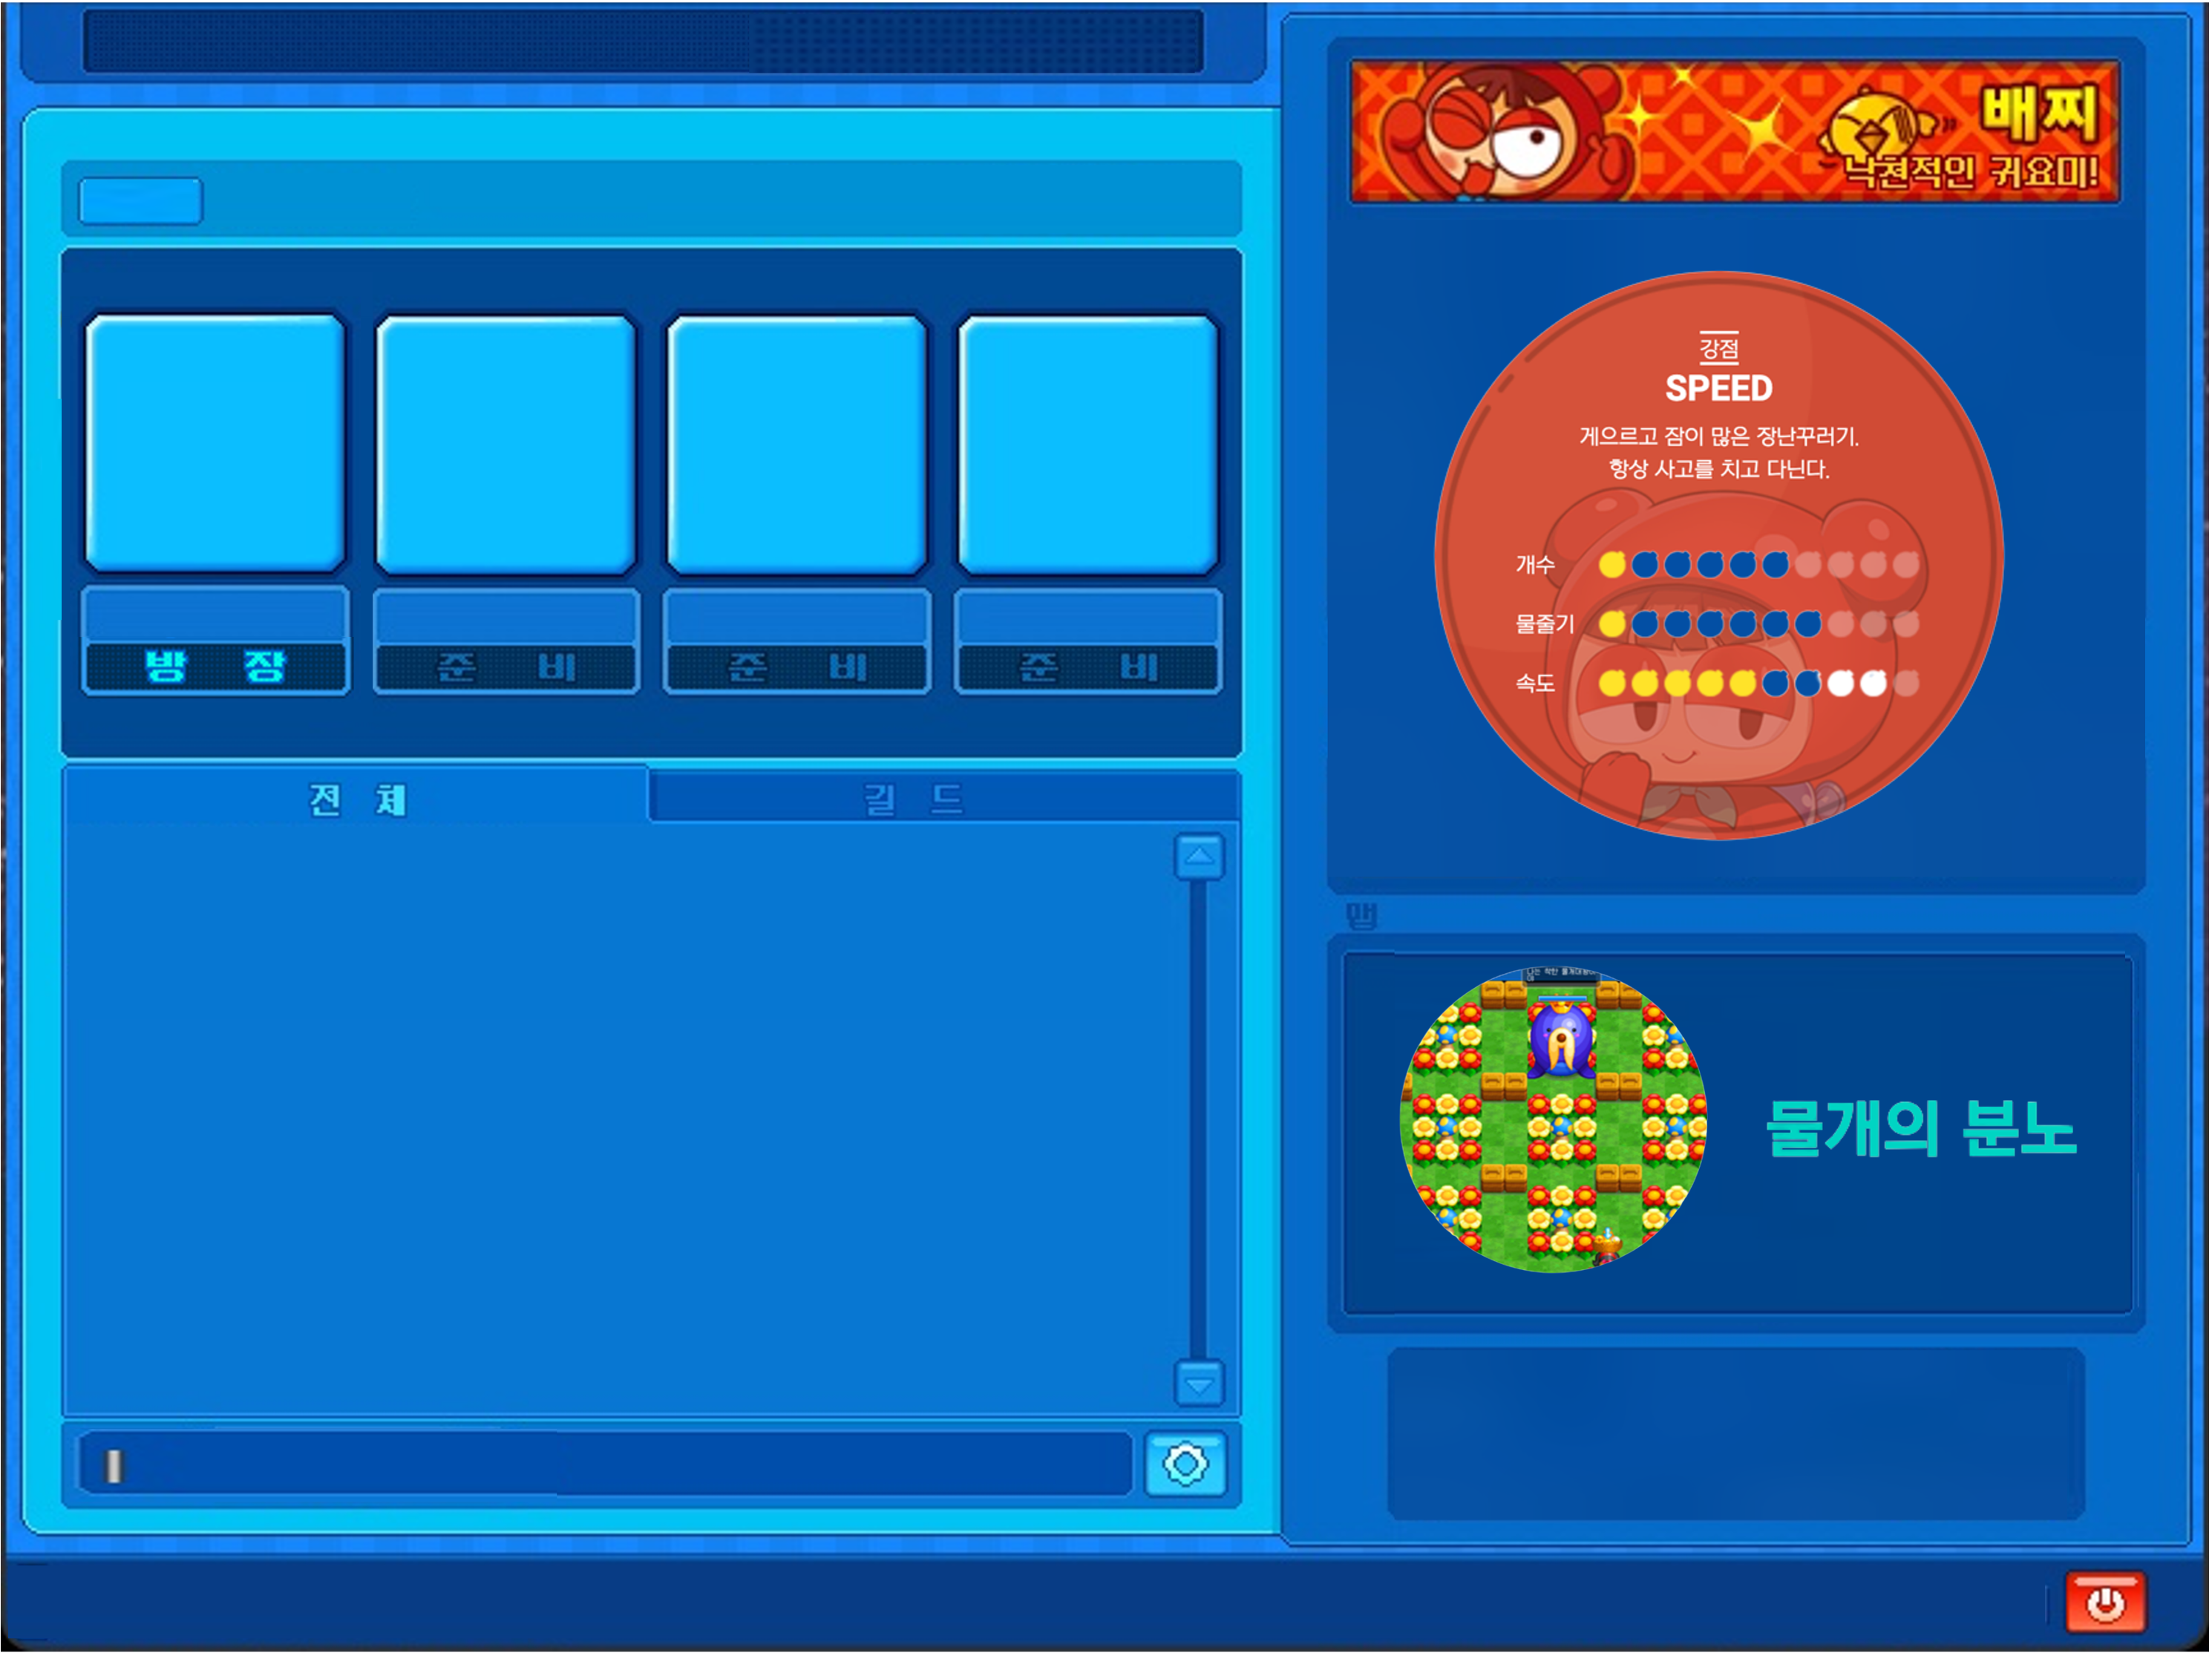 배찌
낙천적인 귀요미!
강점
SPEED
게으르고 잠이 많은 장난꾸러기.
항상 사고를 치고 다닌다.
개수
물줄기
속도
방 장
준 비
준 비
준 비
전 체
길 드
맵
물개의 분노